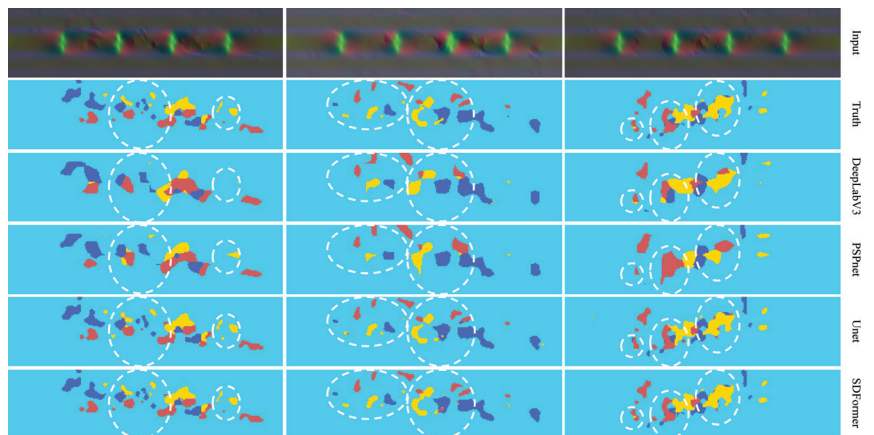 Input
Truth
DeepLabV3
PSPnet
Unet
SDFormer